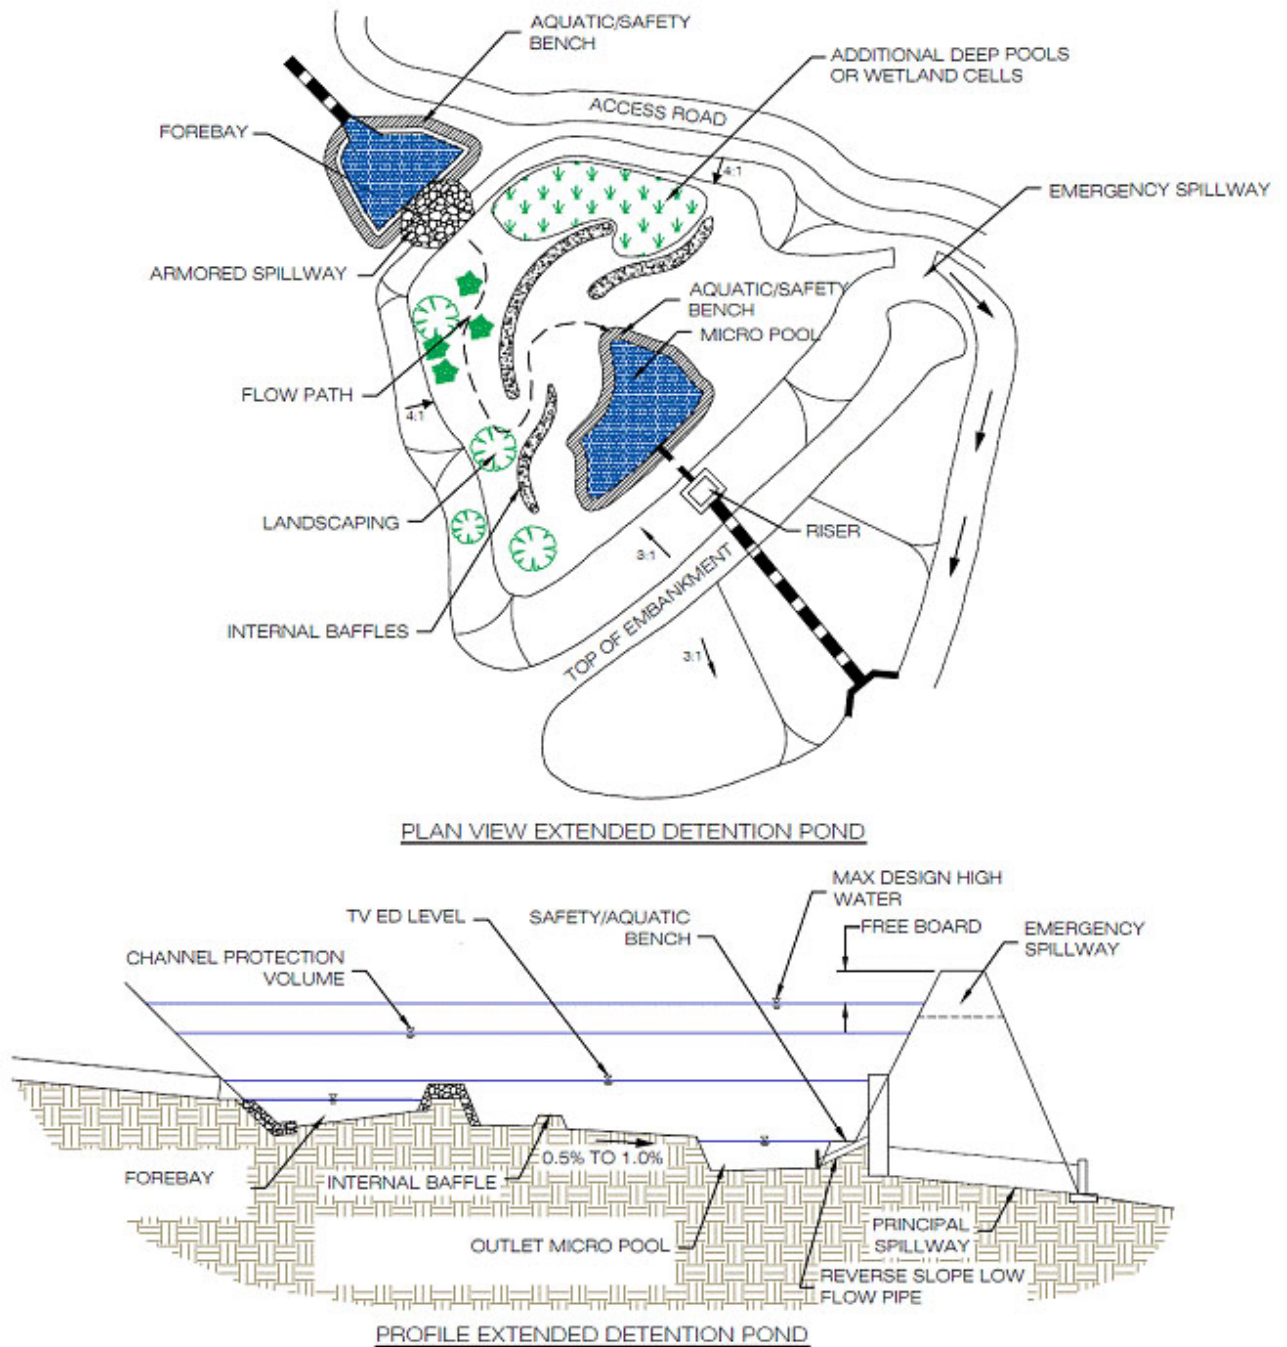 AQUATIC/SAFETY
BENCH
ADDITIONAL DEEP POOLS
OR WETLAND CELLS
ACCESS ROAD
FOREBAY
4:1
EMERGENCY SPILLWAY
ARMORED SPILLWAY
AQUATIC/SAFETY
BENCH
MICRO POOL
FLOW PATH
4:1
LANDSCAPING
RISER
3:1
INTERNAL BAFFLES
TOP OF EMBANKMENT
3:1
PLAN VIEW EXTENDED DETENTION POND
MAX DESIGN HIGH
WATER
TV ED LEVEL
SAFETY/AQUATIC
BENCH
FREE BOARD
EMERGENCY
SPILLWAY
CHANNEL PROTECTION
VOLUME
0.5% TO 1.0%
FOREBAY
INTERNAL BAFFLE
OUTLET MICRO POOL
PRINCIPAL
SPILLWAY
REVERSE SLOPE LOW
FLOW PIPE
PROFILE EXTENDED DETENTION POND